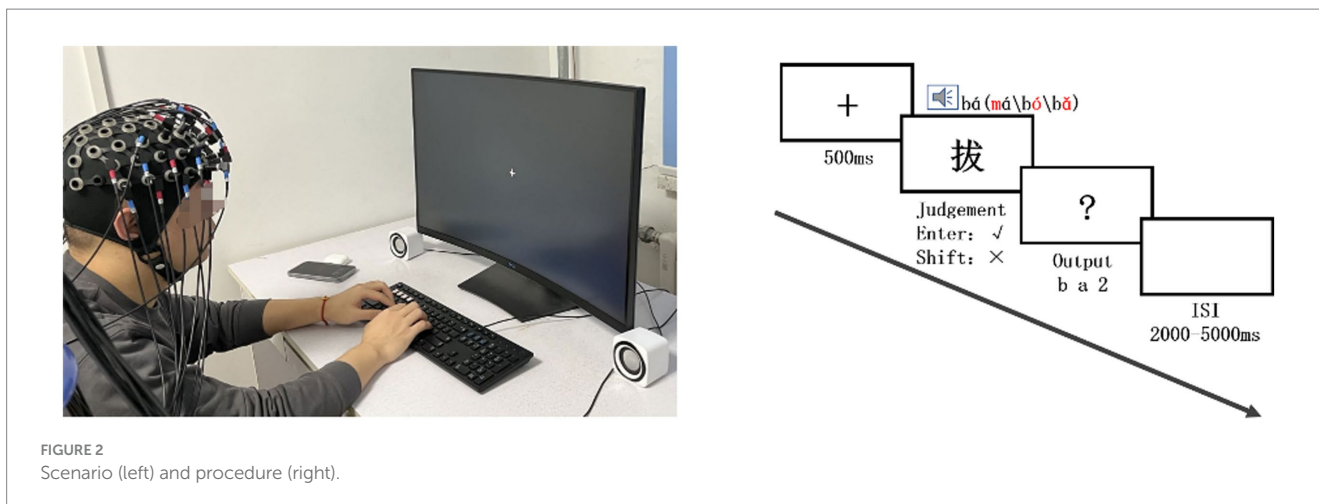 +
500ms
bá(má\bó\bǎ)
拔
Judgement
Enter: √
Shift: ×
?
Output
b a 2
ISI
2000-5000ms
FIGURE 2
Scenario (left) and procedure (right).